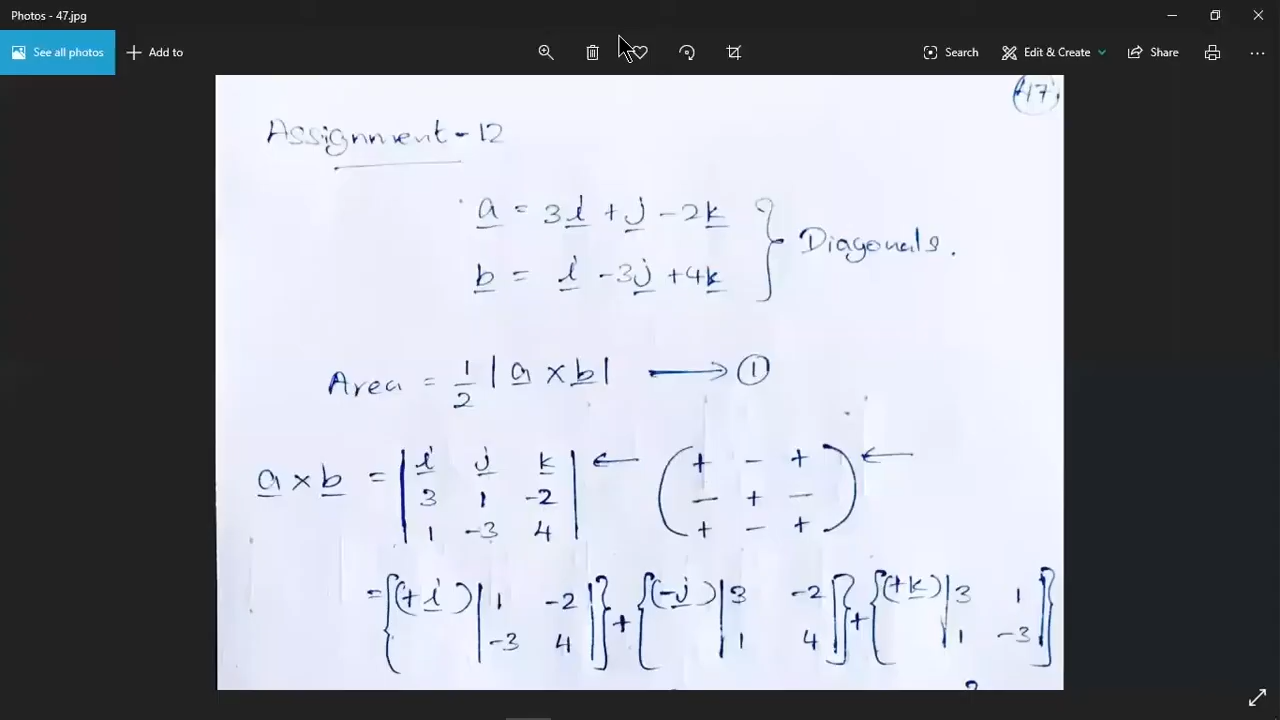 Photos - 47.jpg
See all photos
Add to
Search
Edit & Create
Share
47
Assignment - 12
a = 3i + j - 2k
b = i - 3j + 4k
} Diagonals.
Area = 1/2 | a × b | ⟶ ①
a × b = | i j k | ← ( + - + ) ←
| 3 1 -2 | ( - + - )
| 1 -3 4 | ( + - + )
= {(+i) | 1 -2 |} + {(-j) | 3 -2 |} + {(+k) | 3 1 |}
| -3 4 | | 1 4 | | 1 -3 |